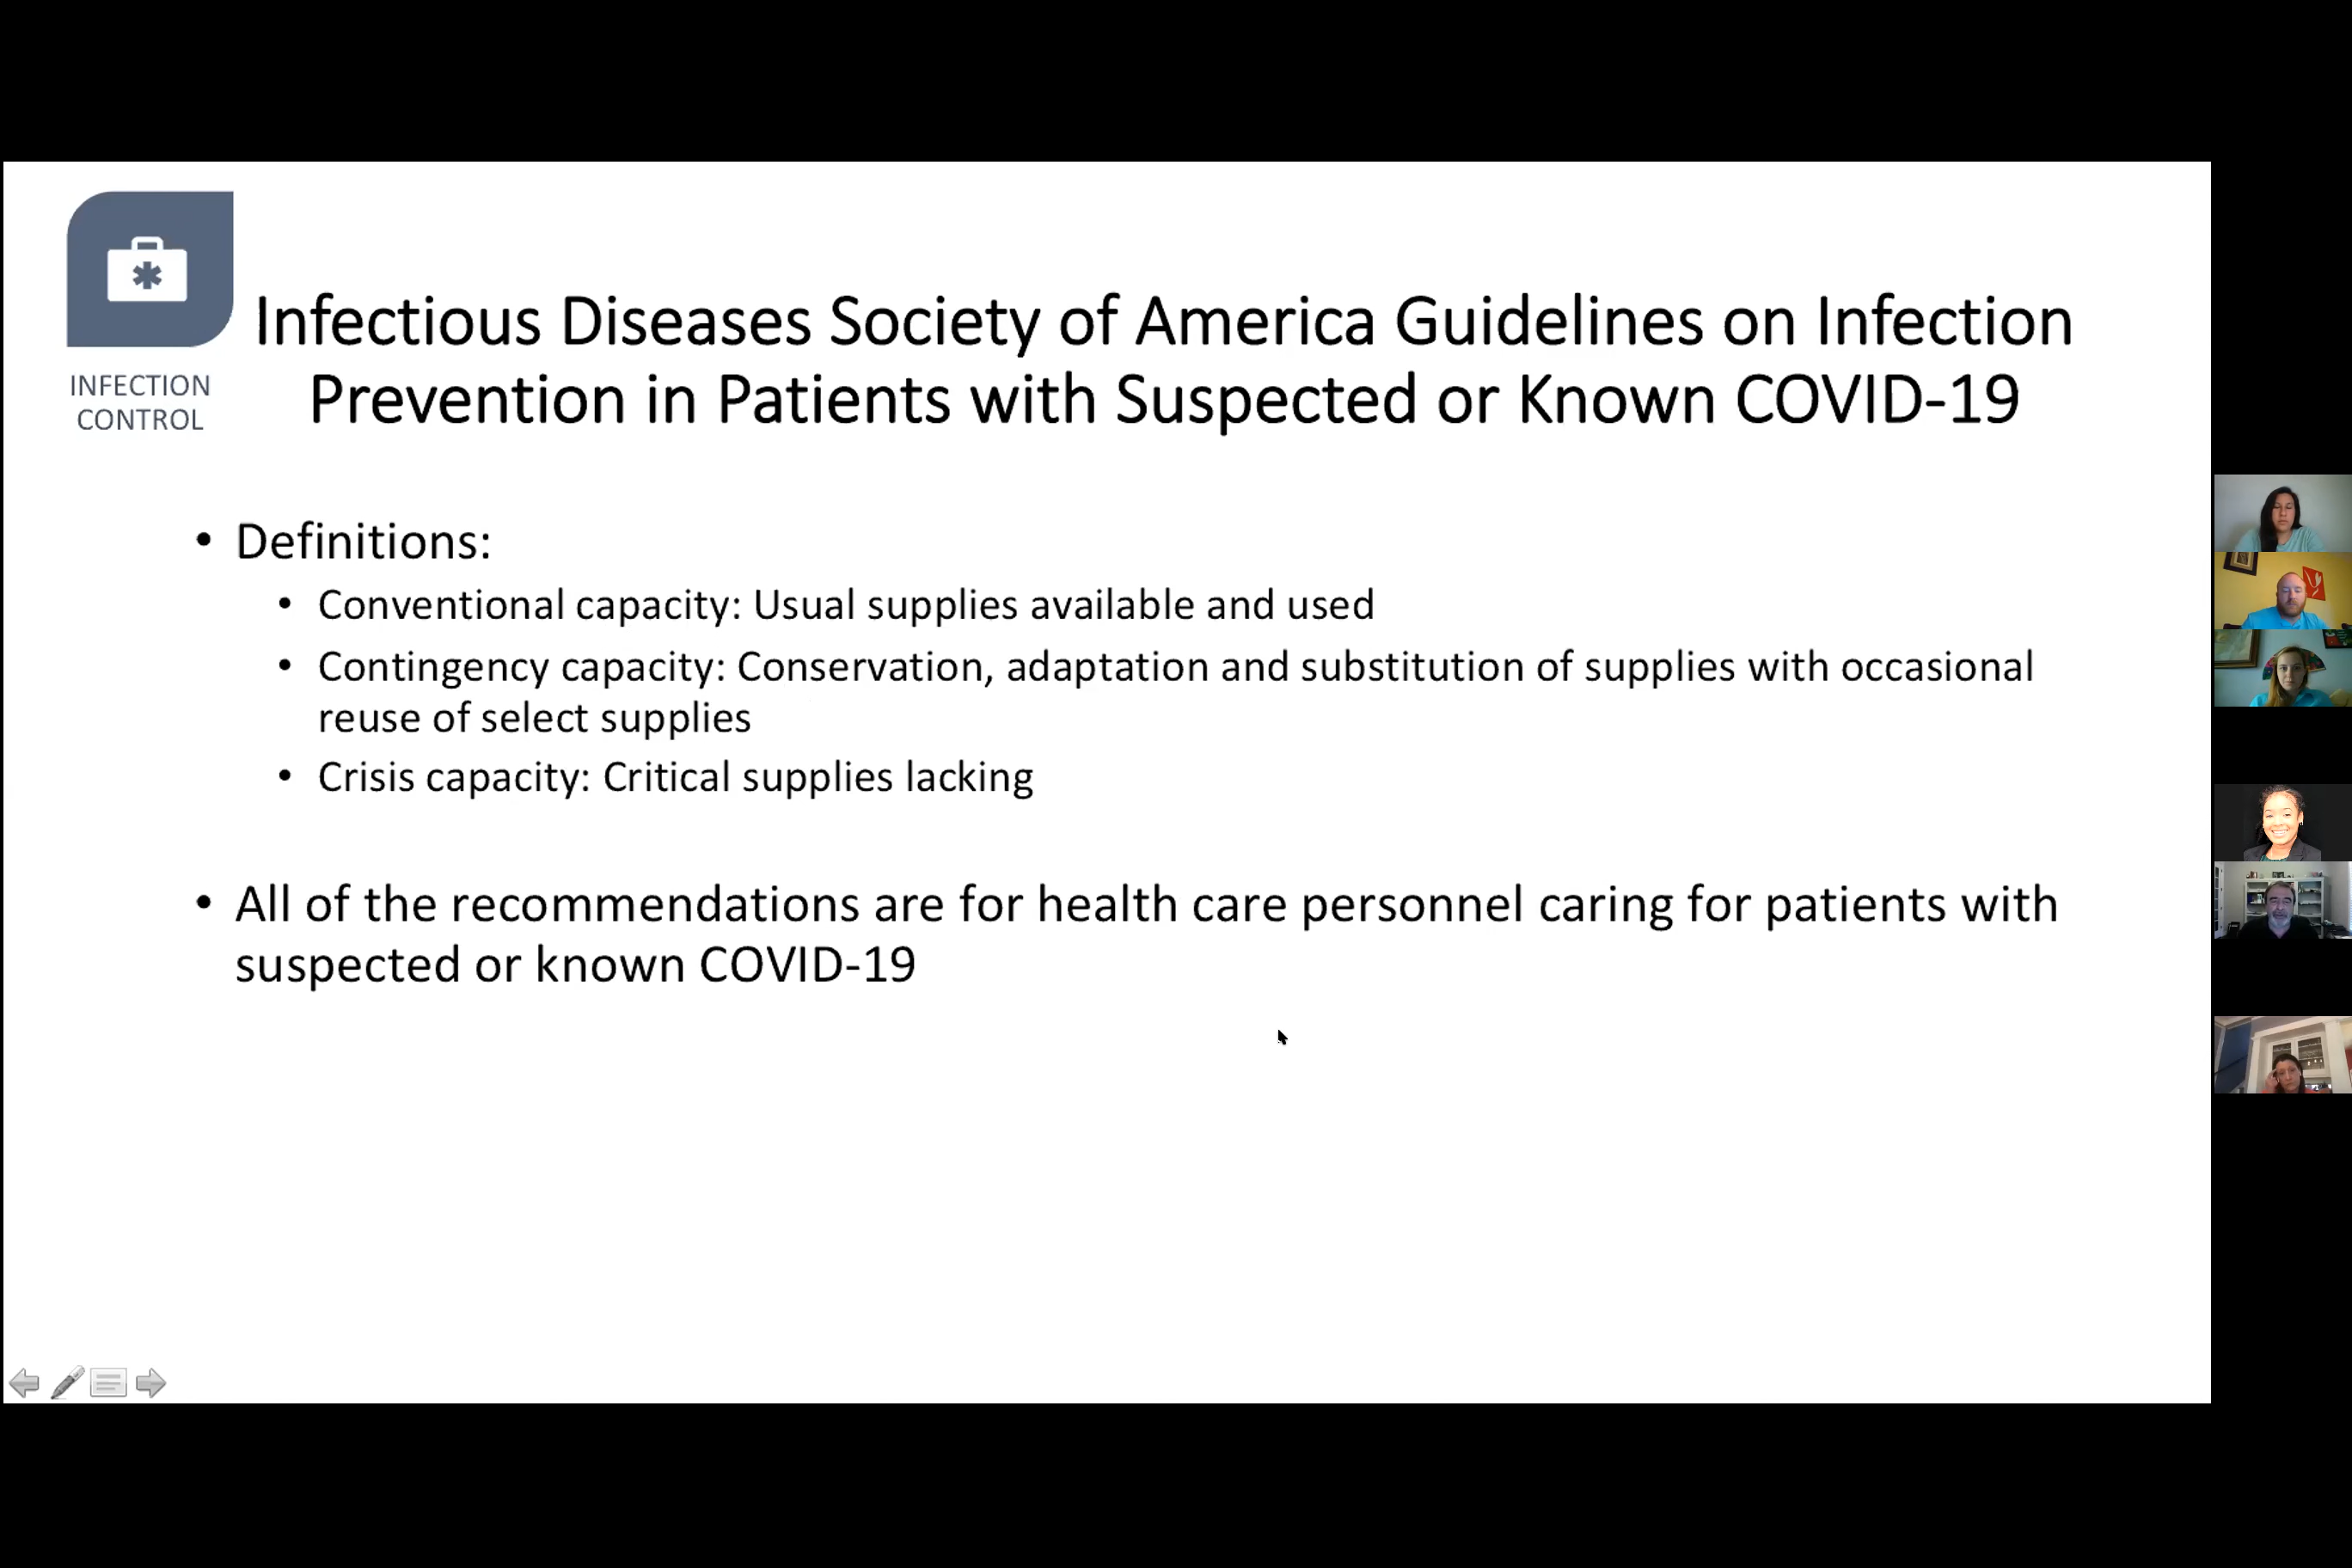 INFECTION
CONTROL
Infectious Diseases Society of America Guidelines on Infection
Prevention in Patients with Suspected or Known COVID-19
• Definitions:
• Conventional capacity: Usual supplies available and used
• Contingency capacity: Conservation, adaptation and substitution of supplies with occasional
reuse of select supplies
• Crisis capacity: Critical supplies lacking
• All of the recommendations are for health care personnel caring for patients with
suspected or known COVID-19